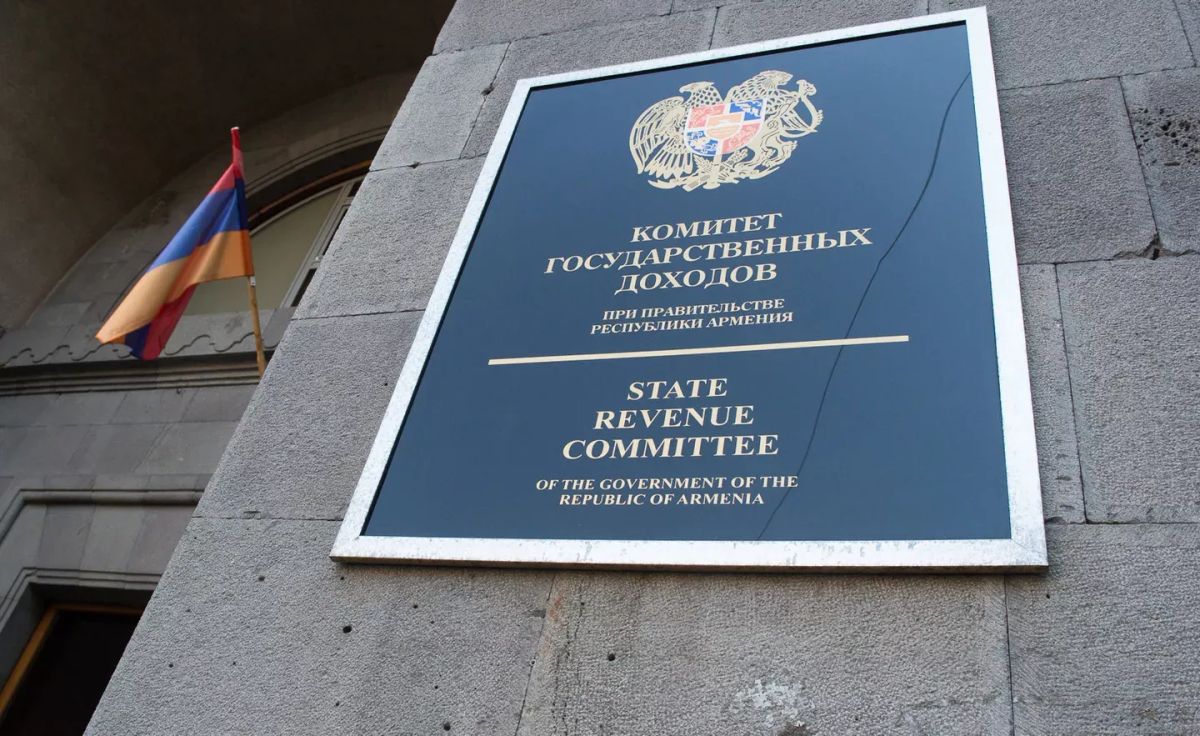 КОМИТЕТ
ГОСУДАРСТВЕННЫХ
ДОХОДОВ
ПРИ ПРАВИТЕЛЬСТВЕ
РЕСПУБЛИКИ АРМЕНИЯ
STATE
REVENUE
COMMITTEE
OF THE GOVERNMENT OF THE
REPUBLIC OF ARMENIA